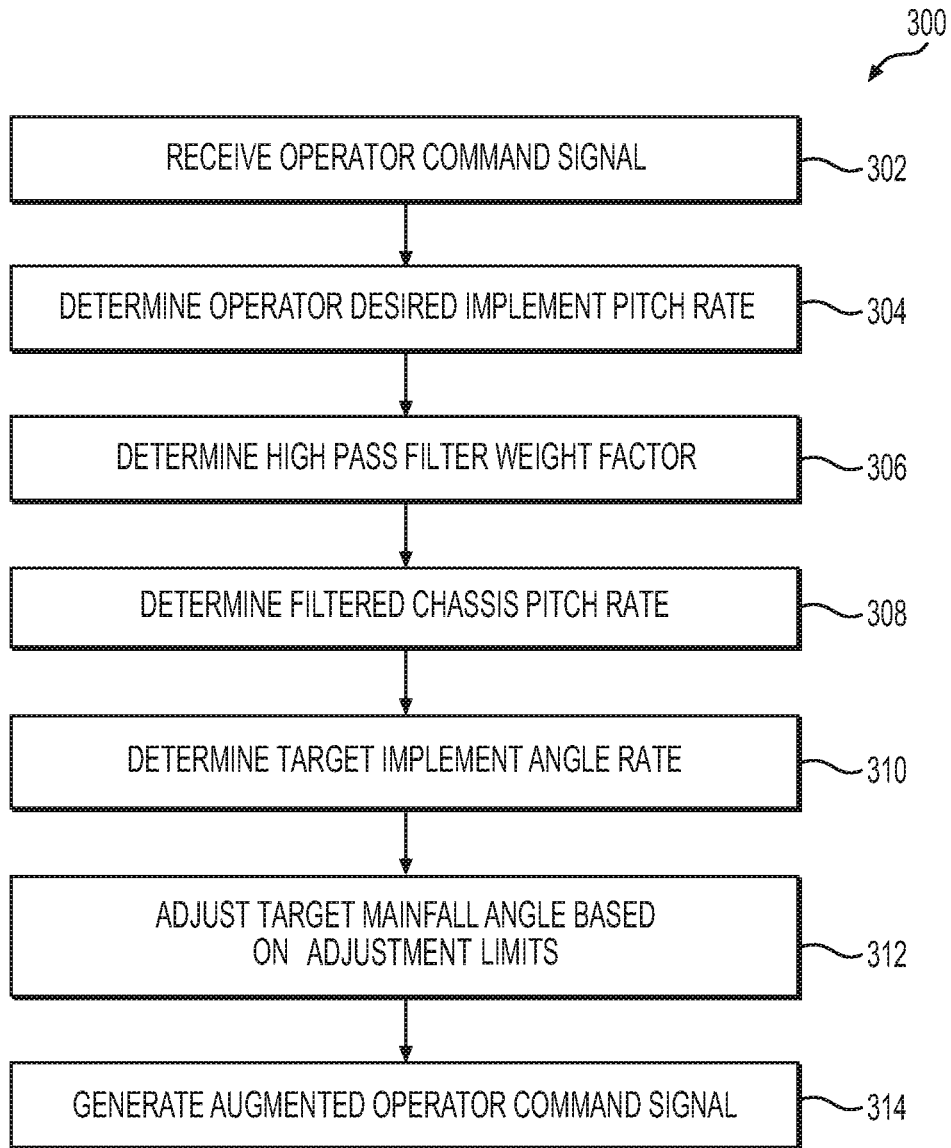 300
RECEIVE OPERATOR COMMAND SIGNAL
302
DETERMINE OPERATOR DESIRED IMPLEMENT PITCH RATE
304
DETERMINE HIGH PASS FILTER WEIGHT FACTOR
306
DETERMINE FILTERED CHASSIS PITCH RATE
308
DETERMINE TARGET IMPLEMENT ANGLE RATE
310
ADJUST TARGET MAINFALL ANGLE BASED
ON ADJUSTMENT LIMITS
312
GENERATE AUGMENTED OPERATOR COMMAND SIGNAL
314